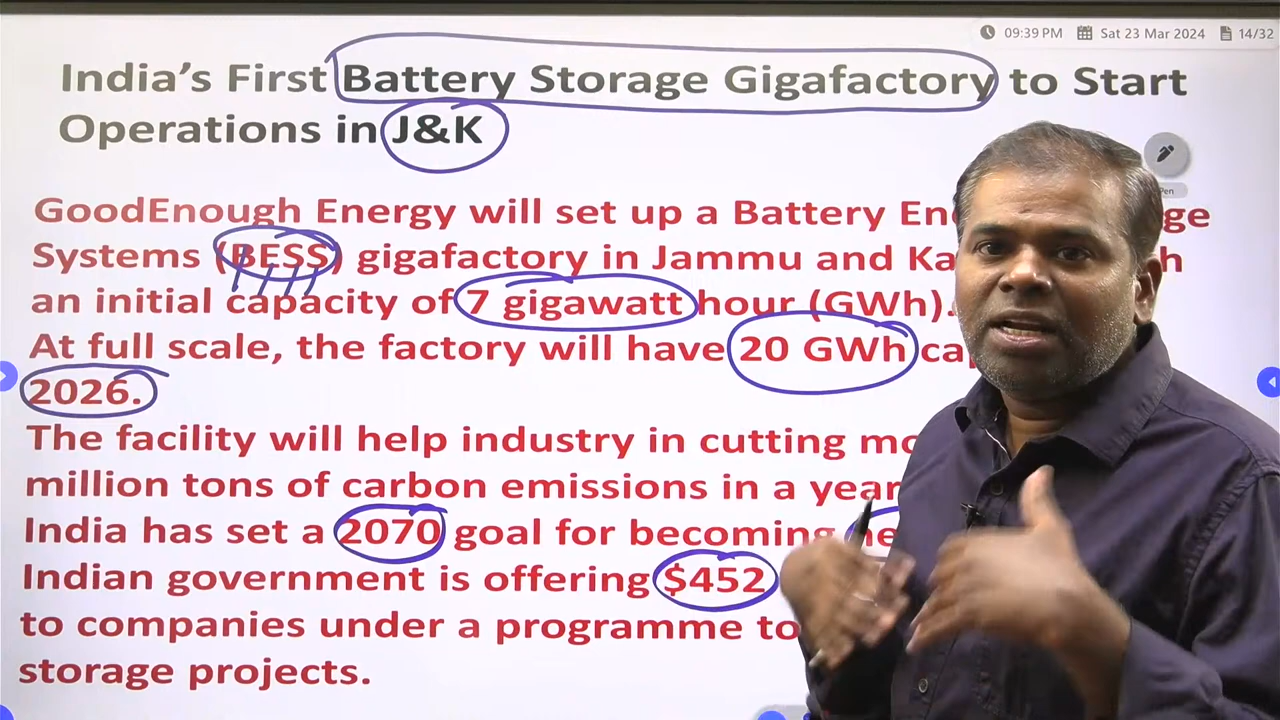 09:39 PM Sat 23 Mar 2024 14/32
India's First Battery Storage Gigafactory to Start
Operations in J&K
Pen
GoodEnough Energy will set up a Battery
Systems (BESS) gigafactory in Jammu and
an initial capacity of 7 gigawatt hour (GWh).
At full scale, the factory will have 20 GWh
2026.
The facility will help industry in cutting
million tons of carbon emissions in a year
India has set a 2070 goal for becoming
Indian government is offering $452
to companies under a programme to
storage projects.